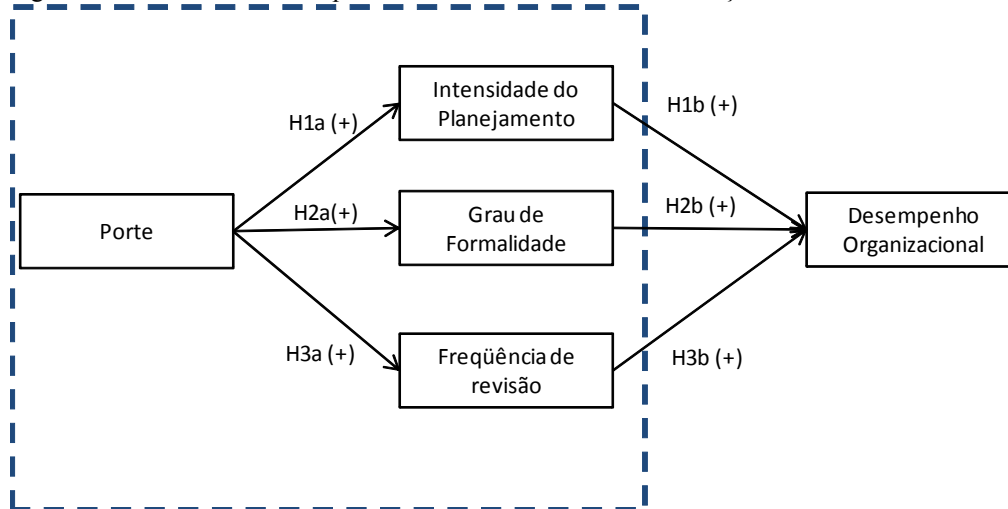 Intensidade do
Planejamento
H1a (+)
H1b (+)
Porte
H2a(+)
Grau de
Formalidade
H2b (+)
Desempenho
Organizacional
H3a (+)
Freqüência de
revisão
H3b (+)